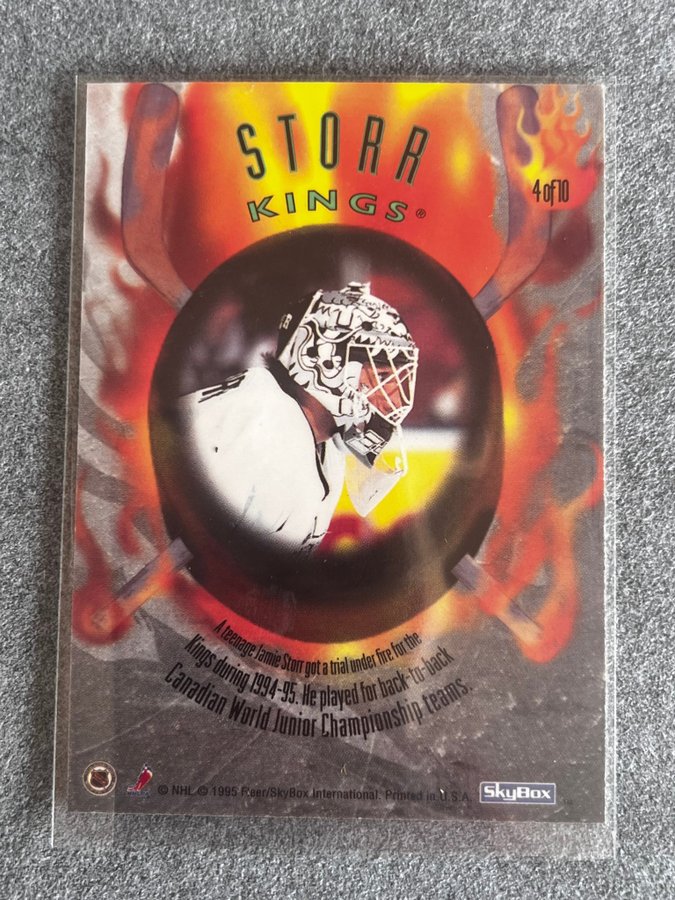 STORR
KINGS®
4 of 10
A teenage Jamie Storr got a trial under fire for the
Kings during 1994-95. He played for back-to-back
Canadian World Junior Championship teams.
© NHL © 1995 Fleer/SkyBox International. Printed in U.S.A.
SkyBox